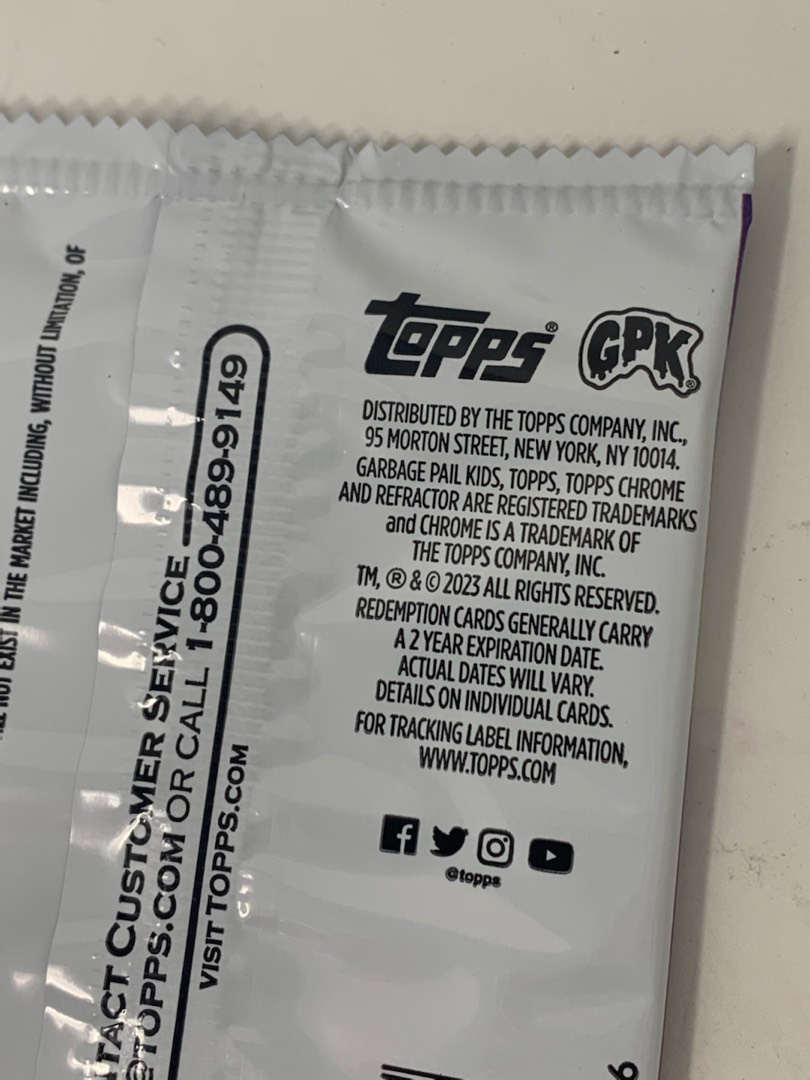 ILL NOT EXIST IN THE MARKET INCLUDING, WITHOUT LIMITATION, OF
TACT CUSTOMER SERVICE
@TOPPS.COM OR CALL 1-800-489-9149
VISIT TOPPS.COM
TOPPS®
GPK®
DISTRIBUTED BY THE TOPPS COMPANY, INC.,
95 MORTON STREET, NEW YORK, NY 10014.
GARBAGE PAIL KIDS, TOPPS, TOPPS CHROME
AND REFRACTOR ARE REGISTERED TRADEMARKS
and CHROME IS A TRADEMARK OF
THE TOPPS COMPANY, INC.
TM, ® & © 2023 ALL RIGHTS RESERVED.
REDEMPTION CARDS GENERALLY CARRY
A 2 YEAR EXPIRATION DATE.
ACTUAL DATES WILL VARY.
DETAILS ON INDIVIDUAL CARDS.
FOR TRACKING LABEL INFORMATION,
WWW.TOPPS.COM
@topps
6